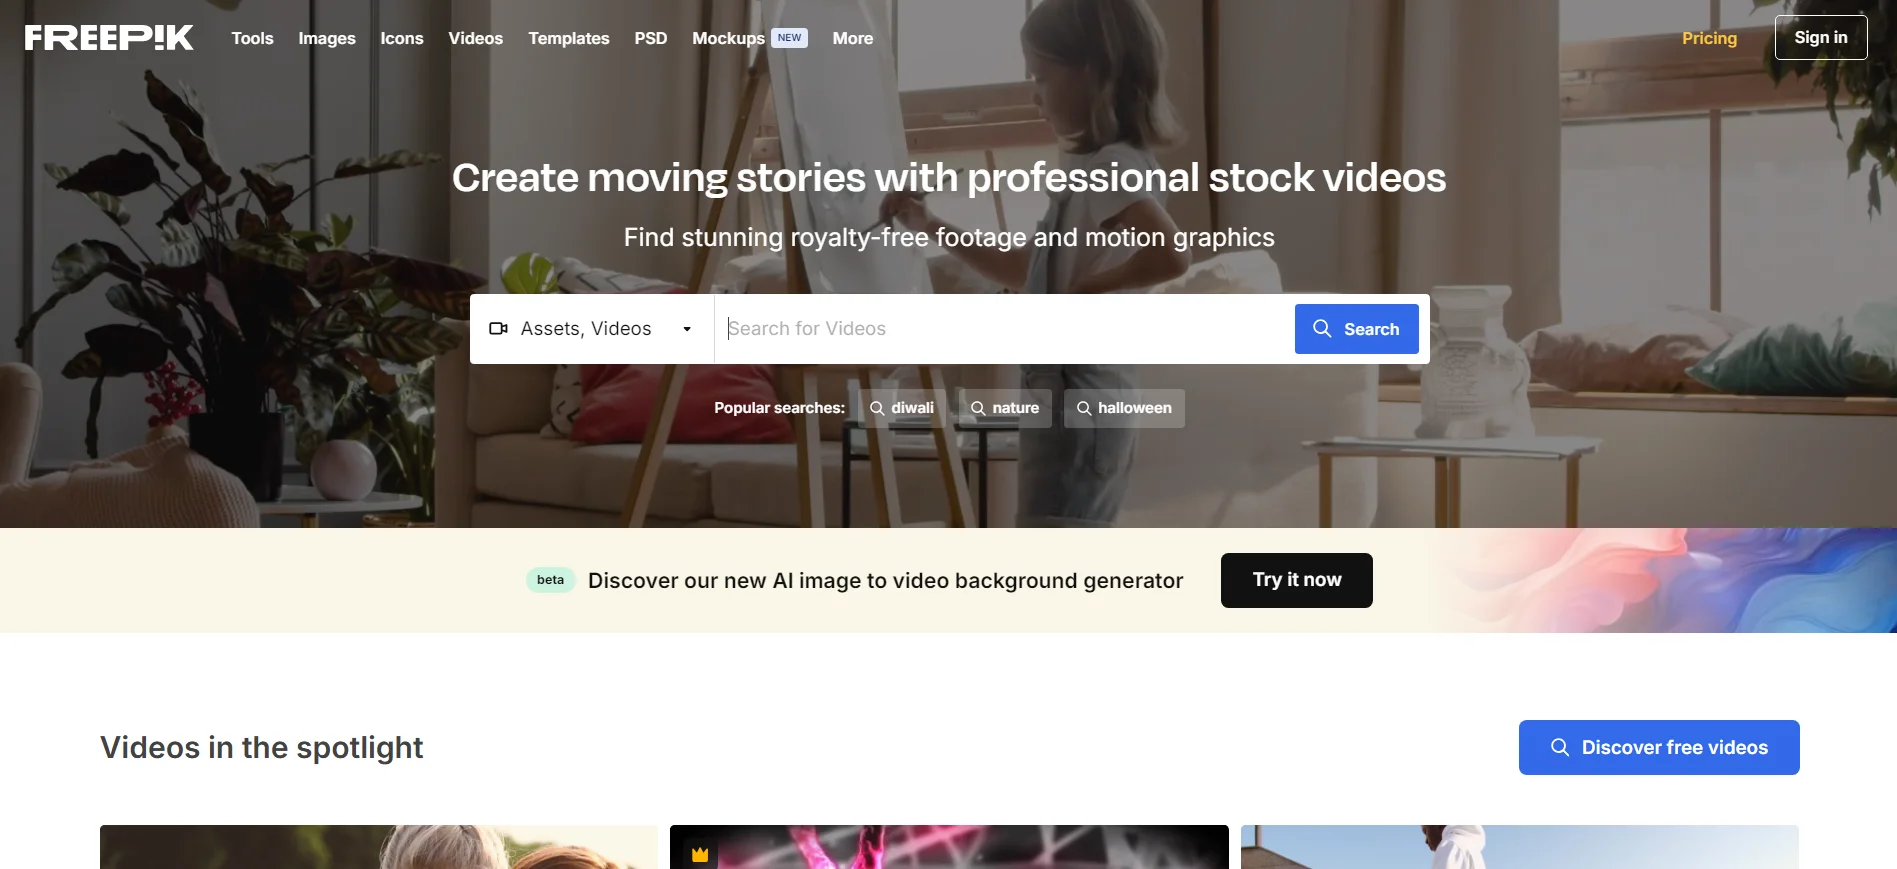 FREEPIK
Tools
Images
Icons
Videos
Templates
PSD
Mockups NEW
More
Pricing
Sign in
Create moving stories with professional stock videos
Find stunning royalty-free footage and motion graphics
Assets, Videos
Search for Videos
Search
Popular searches:
diwali
nature
halloween
beta
Discover our new AI image to video background generator
Try it now
Videos in the spotlight
Discover free videos